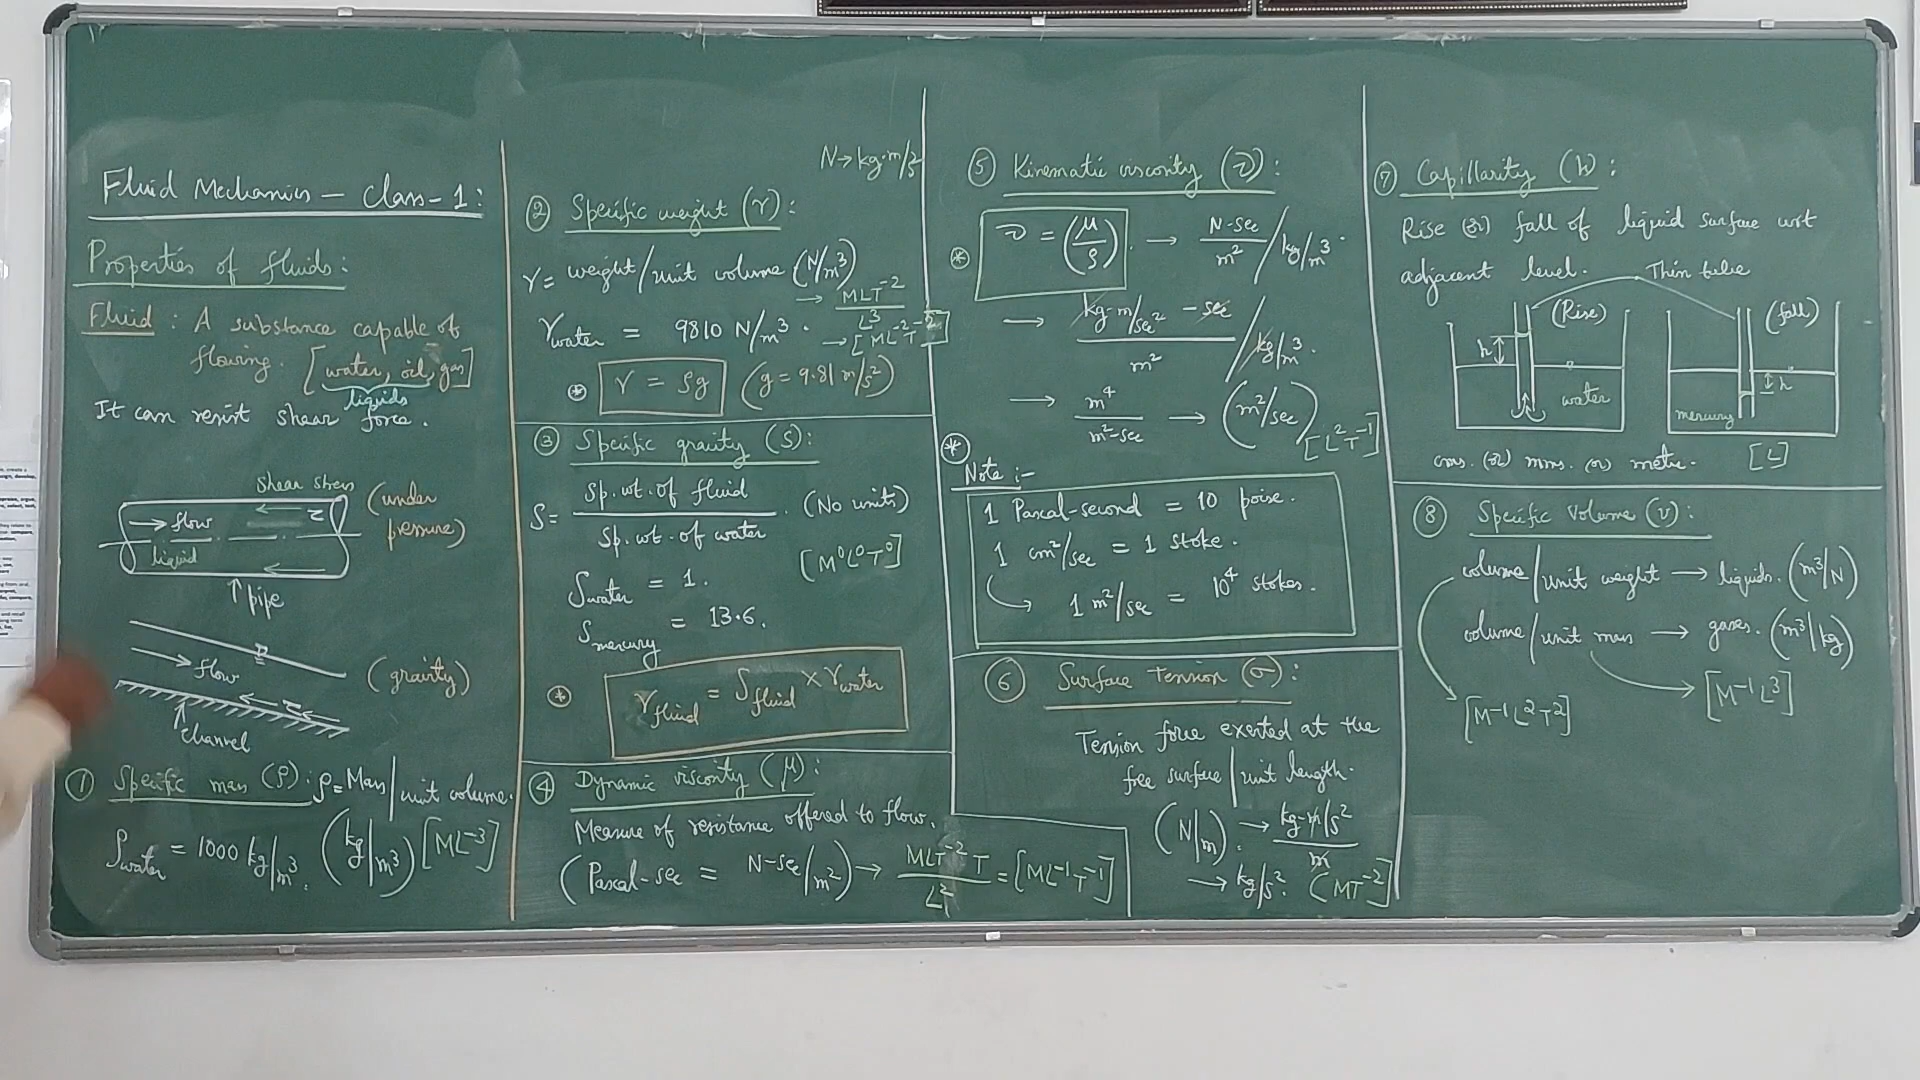 Fluid Mechanics - Class-1:
Properties of fluids:
Fluid : A substance capable of
flowing. [water, oil, gas]
liquids
It can resist shear force.
shear stress
→ flow ← τ
liquid
(under
pressure)
↑ pipe
→ flow
(gravity)
← τ ←
channel
① Specific mass (ρ): ρ = Mass/unit volume.
ρwater = 1000 kg/m³. (kg/m³) [ML⁻³]
N → kg-m/s²
② Specific weight (γ):
γ = weight/unit volume (N/m³)
→ MLT⁻²/L³
γwater = 9810 N/m³. → [ML⁻²T⁻²]
⊛ γ = ρg (g = 9.81 m/s²)
③ Specific gravity (S):
S = sp. wt. of fluid / sp. wt. of water . (No units)
[M⁰L⁰T⁰]
Swater = 1.
Smercury = 13.6.
⊛ γfluid = Sfluid × γwater
④ Dynamic viscosity (μ):
Measure of resistance offered to flow.
(Pascal-sec = N-sec/m²) → MLT⁻²T/L² = [ML⁻¹T⁻¹]
⑤ Kinematic viscosity (ν):
⊛ ν = (μ/ρ). → N-sec/m² / kg/m³.
→ kg-m/sec² - sec / m² / kg/m³.
→ m⁴/m²-sec → (m²/sec) [L²T⁻¹]
⊛
Note :-
1 Pascal-second = 10 poise.
1 cm²/sec = 1 stoke.
→ 1 m²/sec = 10⁴ stokes.
⑥ Surface Tension (σ):
Tension force exerted at the
free surface/unit length.
(N/m). → kg-m/s² / m
→ kg/s². (MT⁻²]
⑦ Capillarity (h):
Rise (or) fall of liquid surface wrt
adjacent level. Thin tube
(Rise) (fall)
h h
water
mercury
cms. (or) mms. (or) metre. [L]
⑧ Specific Volume (v):
volume/unit weight → liquids. (m³/N)
volume/unit mass → gases. (m³/kg)
[M⁻¹L³]
[M⁻¹L²T²]